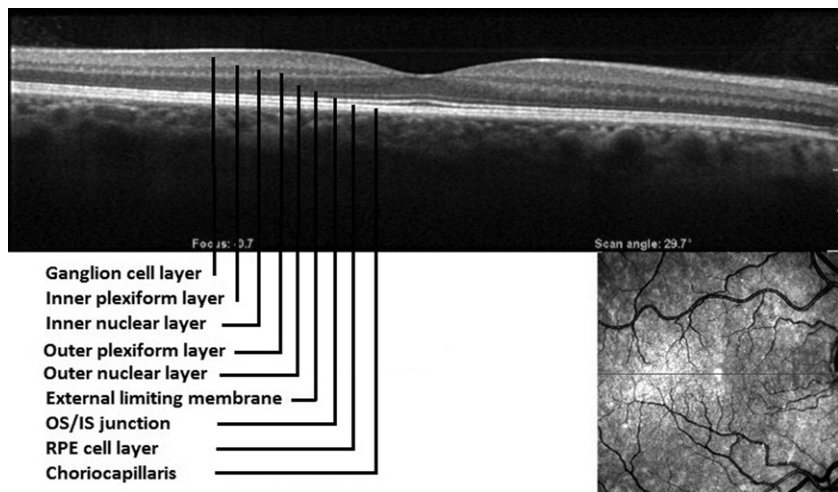 Focus: -0.7
Scan angle: 29.7°
Ganglion cell layer
Inner plexiform layer
Inner nuclear layer
Outer plexiform layer
Outer nuclear layer
External limiting membrane
OS/IS junction
RPE cell layer
Choriocapillaris